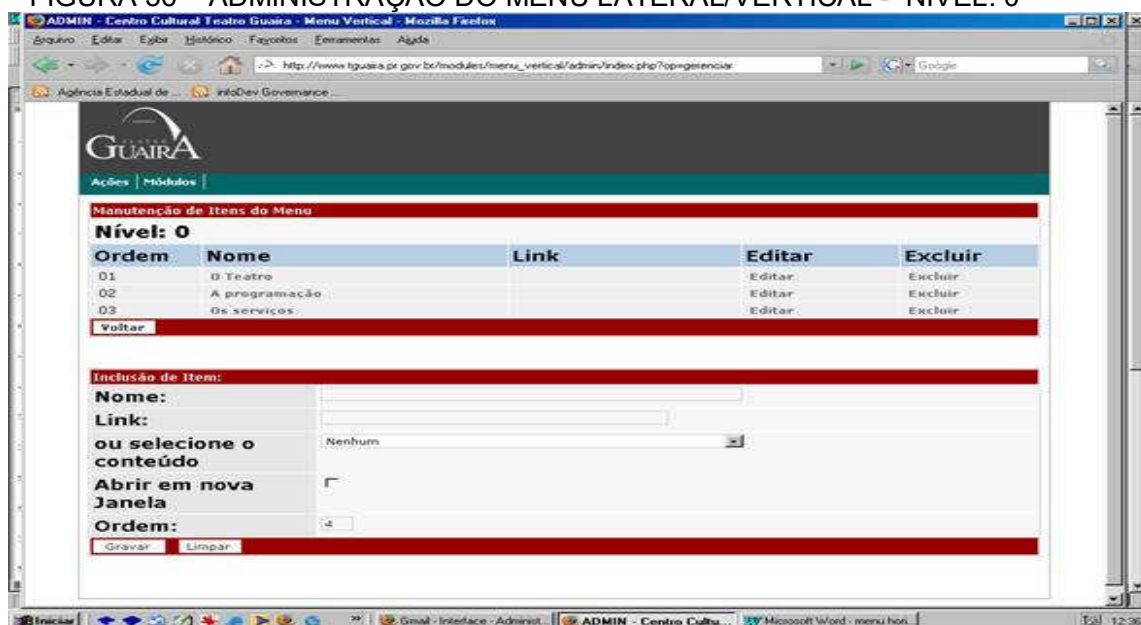 ADMINISTRAÇÃO DO MENU LATERAL/VERTICAL - NÍVEL: 0
ADMIN - Centro Cultural Teatro Guaira - Menu Vertical - Mozilla Firefox
Arquivo Editar Exibir Histórico Favoritos Ferramentas Ajuda
http://www.tguaira.pr.gov.br/modules/menu_vertical/admin/index.php?op=gerenciar
Google
Agência Estadual de ... infoDev Governance ...
GUAIRA
Ações | Módulos |
Manutenção de Itens do Menu
Nível: 0
Ordem Nome Link Editar Excluir
01 O Teatro Editar Excluir
02 A programação Editar Excluir
03 Os serviços Editar Excluir
Voltar
Inclusão de Item:
Nome:
Link:
ou selecione o Nenhum
conteúdo
Abrir em nova
Janela
Ordem: 4
Gravar Limpar
Iniciar » Gmail - Interface - Administ... ADMIN - Centro Cultu... Microsoft Word - menu hori... 12:36